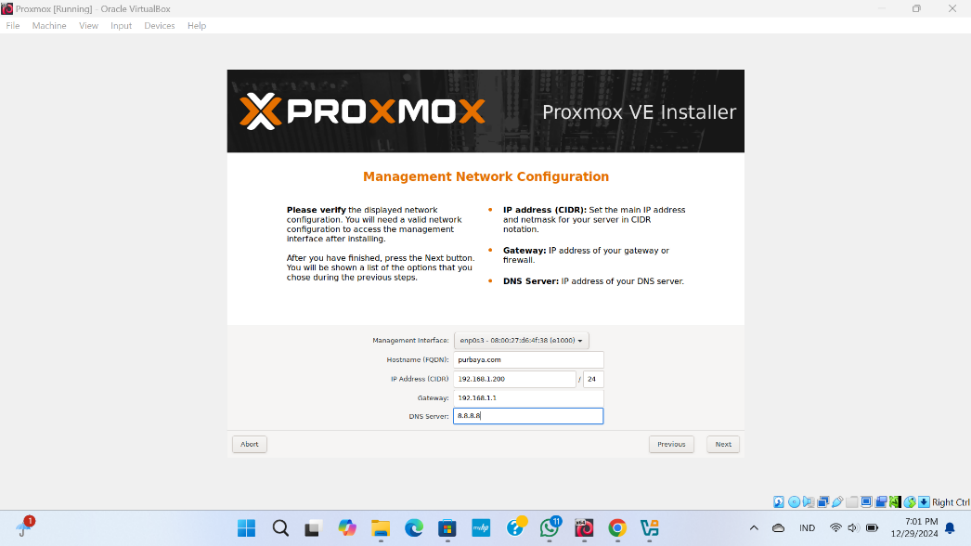 Proxmox [Running] - Oracle VirtualBox
File Machine View Input Devices Help
PROXMOX
Proxmox VE Installer
Management Network Configuration
Please verify the displayed network
configuration. You will need a valid network
configuration to access the management
interface after installing.
After you have finished, press the Next button.
You will be shown a list of the options that you
chose during the previous steps.
• IP address (CIDR): Set the main IP address
and netmask for your server in CIDR
notation.
• Gateway: IP address of your gateway or
firewall.
• DNS Server: IP address of your DNS server.
Management Interface: enp0s3 - 08:00:27:d6:4f:38 (e1000)
Hostname (FQDN): purbaya.com
IP Address (CIDR) 192.168.1.200 / 24
Gateway: 192.168.1.1
DNS Server: 8.8.8.8
Abort Previous Next
Right Ctrl
1
11
IND
7:01 PM
12/29/2024